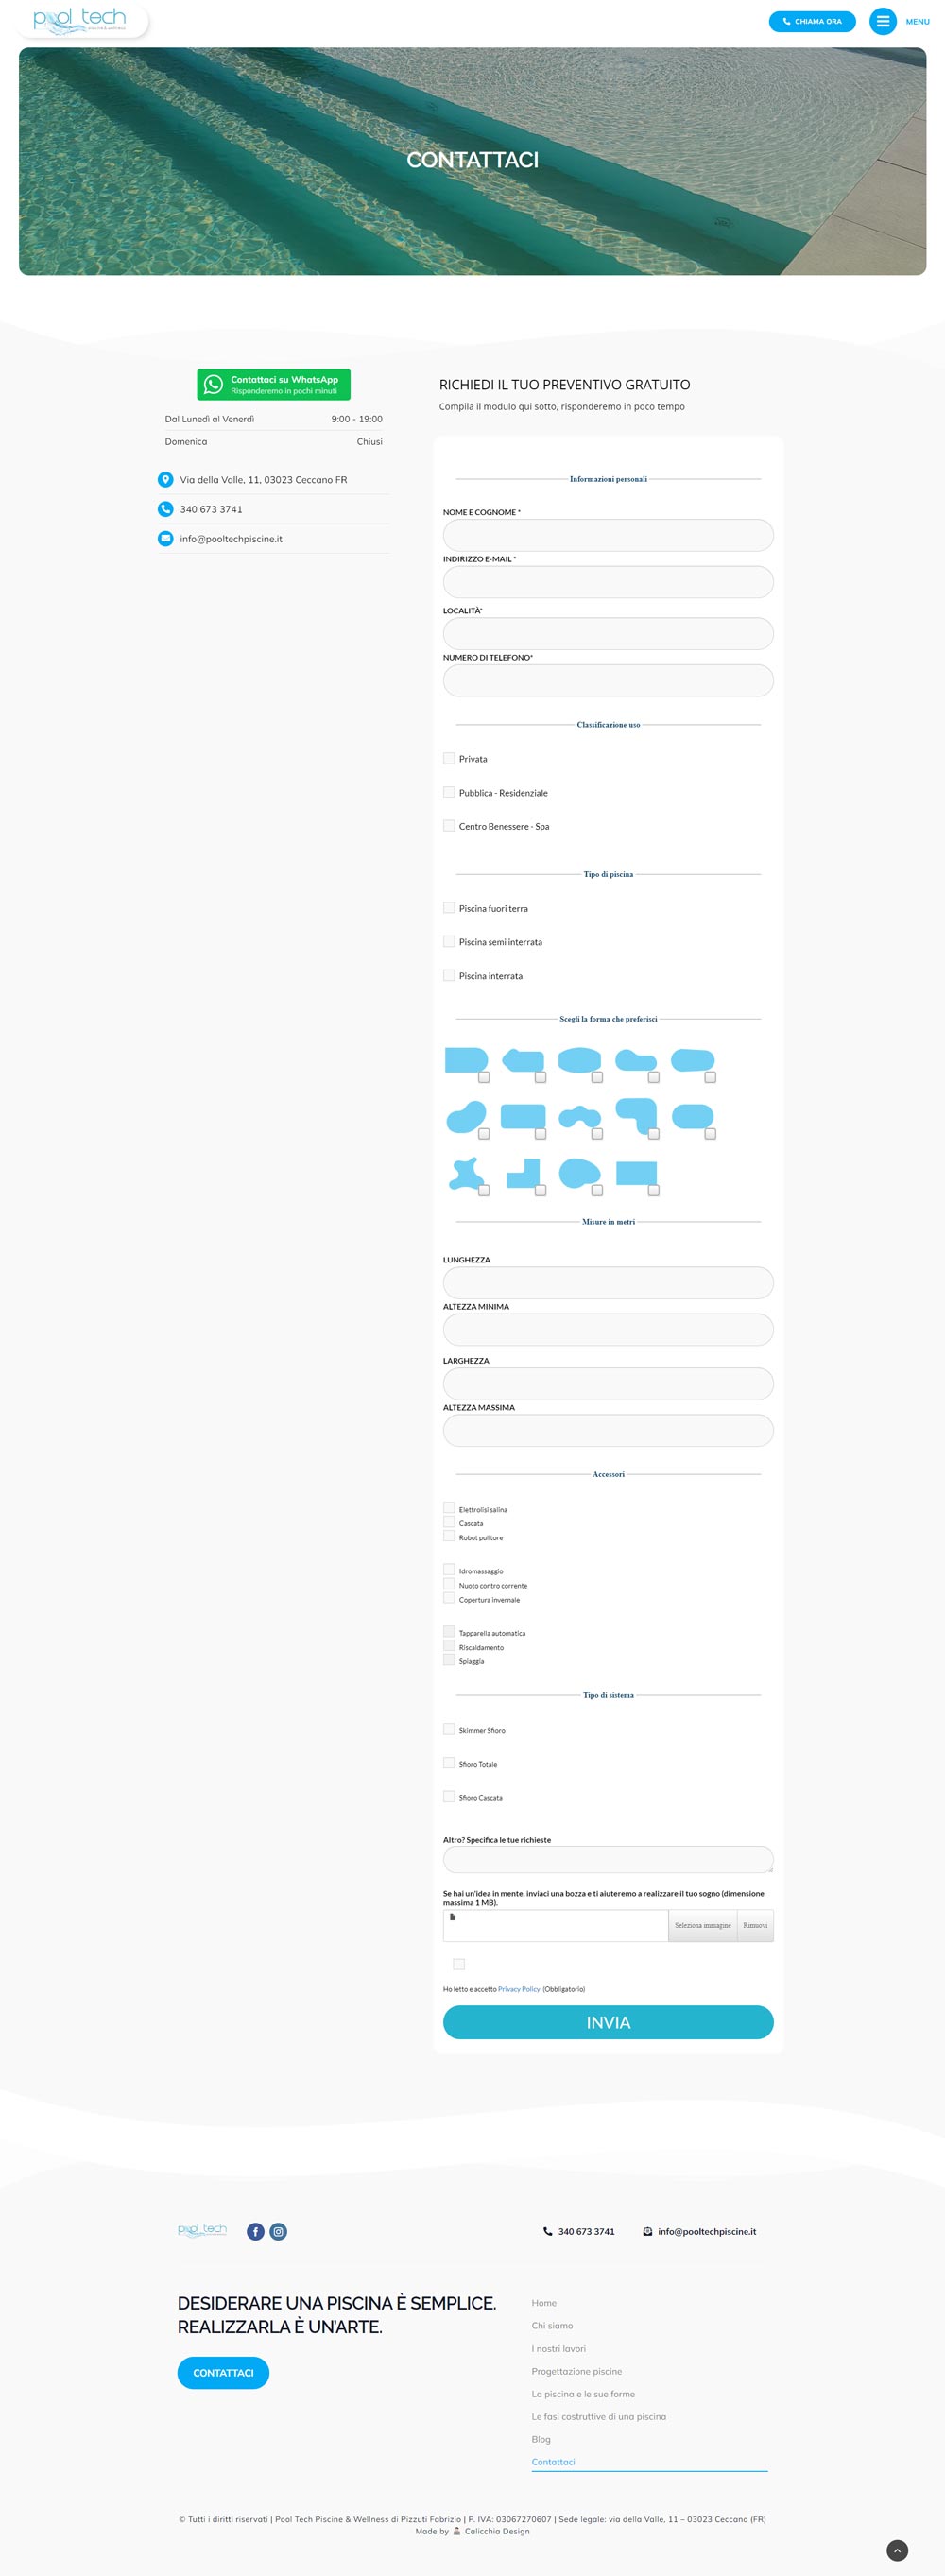 pool tech
piscine & wellness
CHIAMA ORA
MENU
CONTATTACI
Contattaci su WhatsApp
Risponderemo in pochi minuti
Dal Lunedì al Venerdì 9:00 - 19:00
Domenica Chiusi
Via della Valle, 11, 03023 Ceccano FR
340 673 3741
info@pooltechpiscine.it
RICHIEDI IL TUO PREVENTIVO GRATUITO
Compila il modulo qui sotto, risponderemo in poco tempo
Informazioni personali
NOME E COGNOME *
INDIRIZZO E-MAIL *
LOCALITÀ*
NUMERO DI TELEFONO*
Classificazione uso
Privata
Pubblica - Residenziale
Centro Benessere - Spa
Tipo di piscina
Piscina fuori terra
Piscina semi interrata
Piscina interrata
Scegli la forma che preferisci
Misure in metri
LUNGHEZZA
ALTEZZA MINIMA
LARGHEZZA
ALTEZZA MASSIMA
Accessori
Elettrolisi salina
Cascata
Robot pulitore
Idromassaggio
Nuoto contro corrente
Copertura invernale
Tapparella automatica
Riscaldamento
Spiaggia
Tipo di sistema
Skimmer Sfioro
Sfioro Totale
Sfioro Cascata
Altro? Specifica le tue richieste
Se hai un'idea in mente, inviaci una bozza e ti aiuteremo a realizzare il tuo sogno (dimensione
massima 1 MB).
Seleziona immagine Rimuovi
Ho letto e accetto Privacy Policy (Obbligatorio)
INVIA
pool tech
340 673 3741 info@pooltechpiscine.it
DESIDERARE UNA PISCINA È SEMPLICE.
REALIZZARLA È UN'ARTE.
CONTATTACI
Home
Chi siamo
I nostri lavori
Progettazione piscine
La piscina e le sue forme
Le fasi costruttive di una piscina
Blog
Contattaci
© Tutti i diritti riservati | Pool Tech Piscine & Wellness di Pizzuti Fabrizio | P. IVA: 03067270607 | Sede legale: via della Valle, 11 – 03023 Ceccano (FR)
Made by Calicchia Design